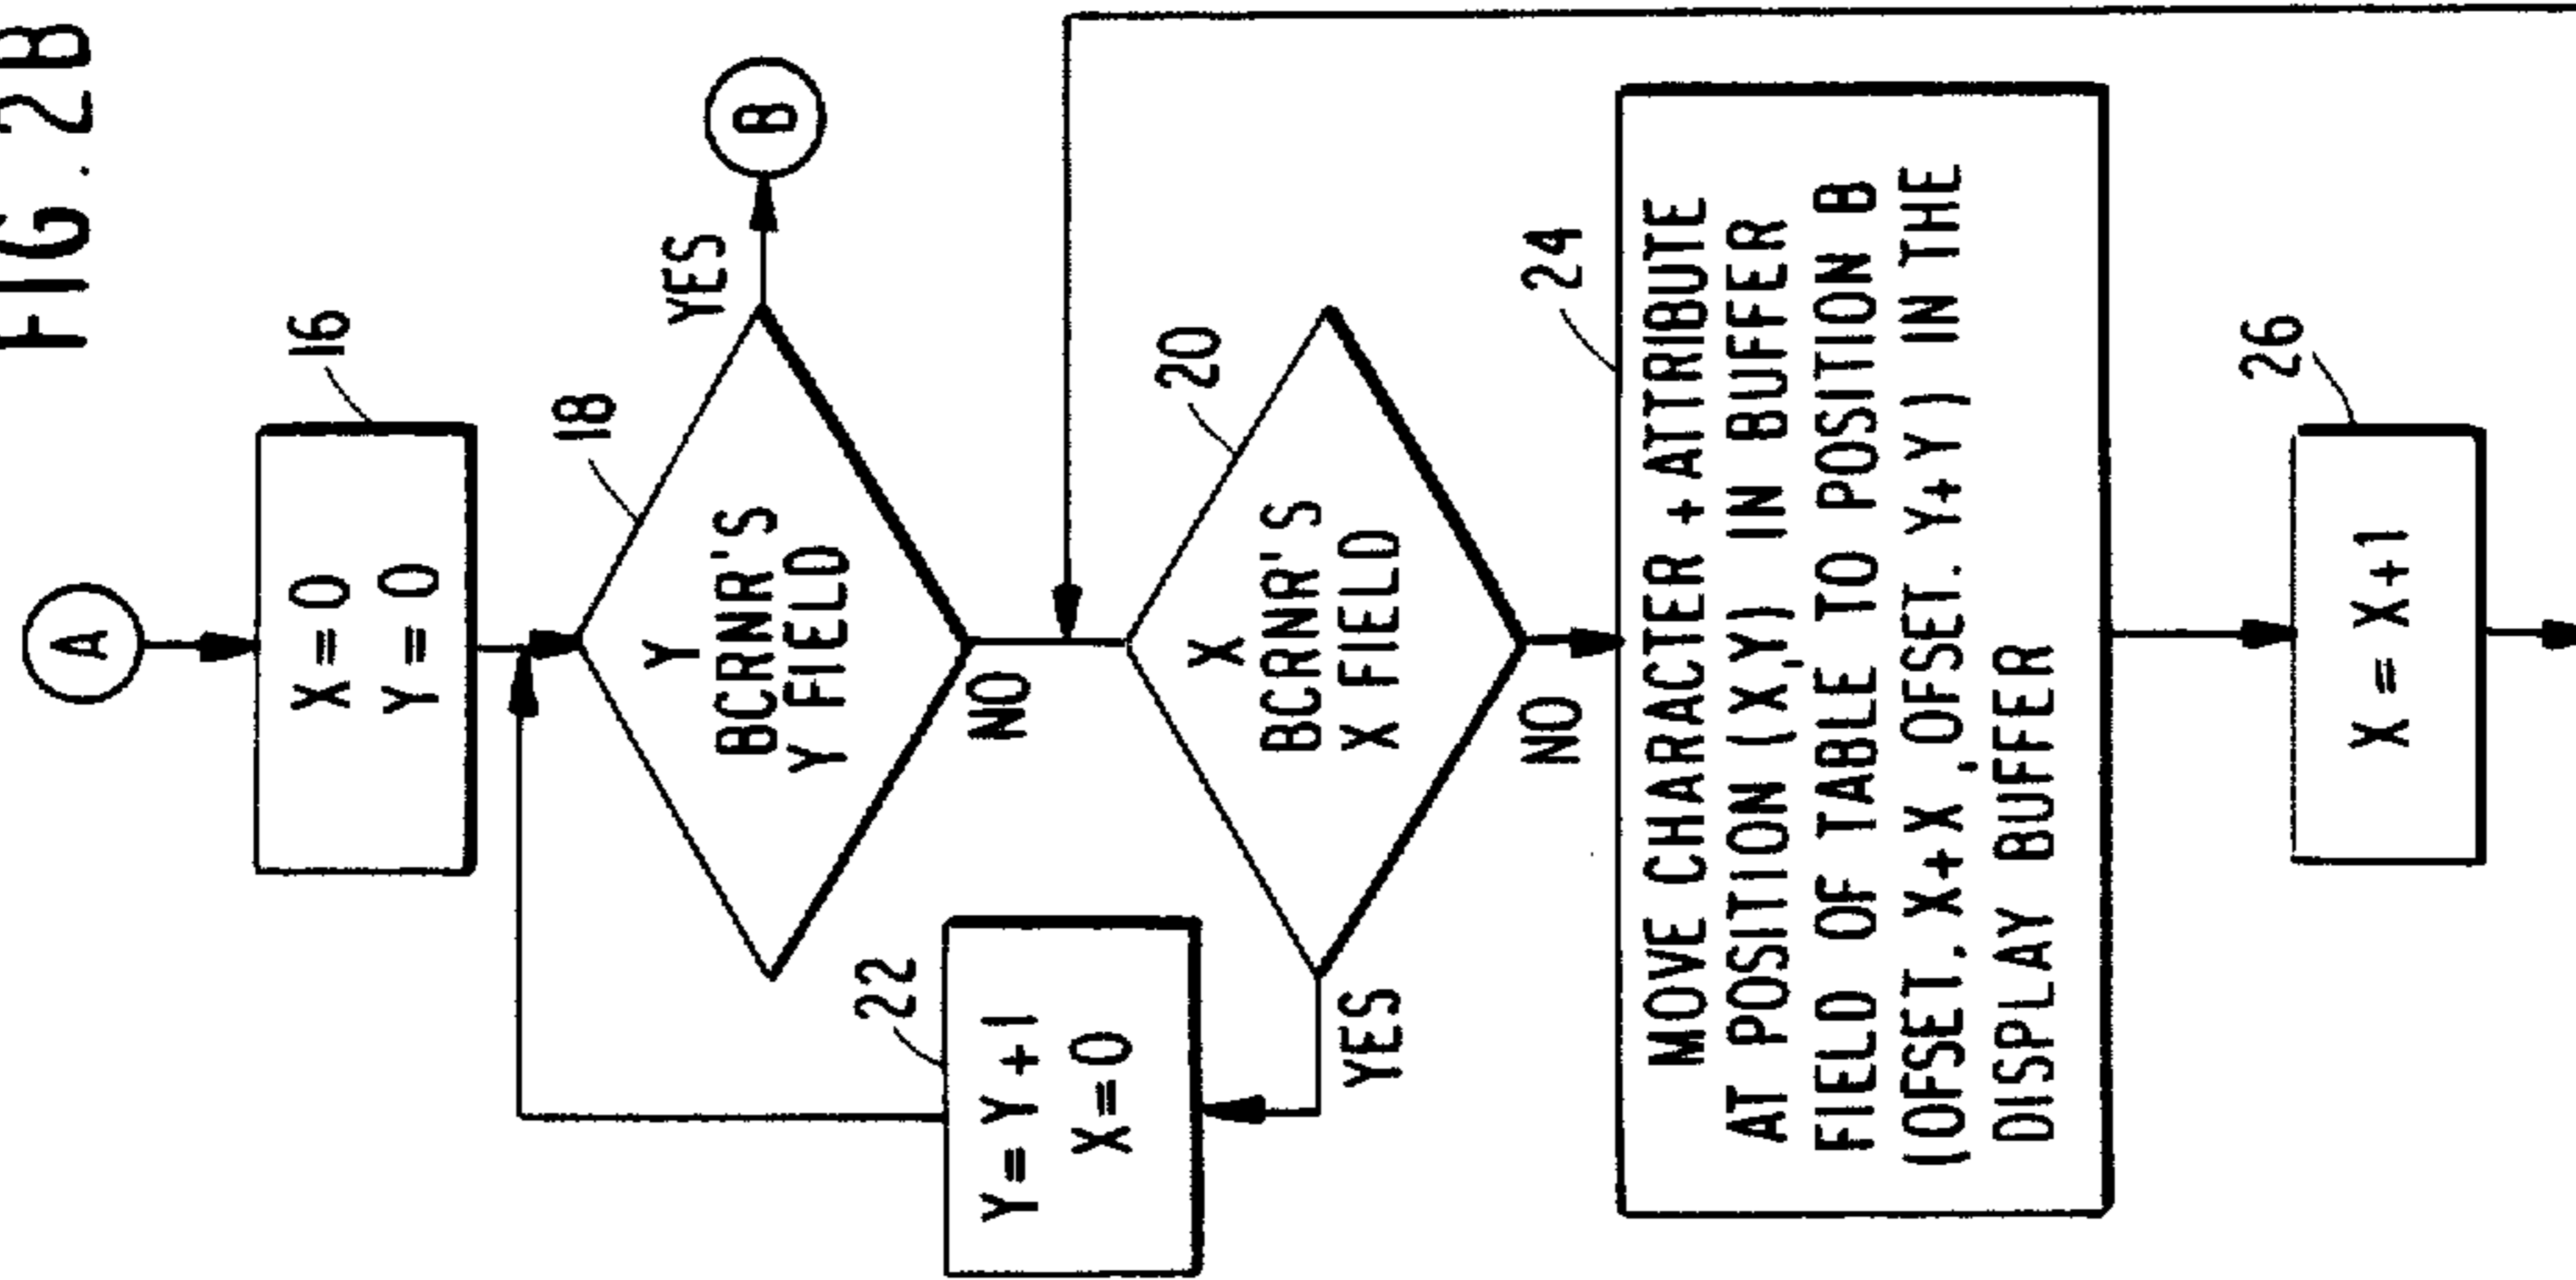 FIG. 2B
A
16
X = 0
Y = 0
18
Y
BCRNR'S
Y FIELD
YES
B
NO
22
Y = Y + 1
X = 0
20
X
BCRNR'S
X FIELD
YES
NO
24
MOVE CHARACTER + ATTRIBUTE
AT POSITION (X,Y) IN BUFFER
FIELD OF TABLE TO POSITION B
(OFSET. X+X, OFSET. Y+Y) IN THE
DISPLAY BUFFER
26
X = X+1